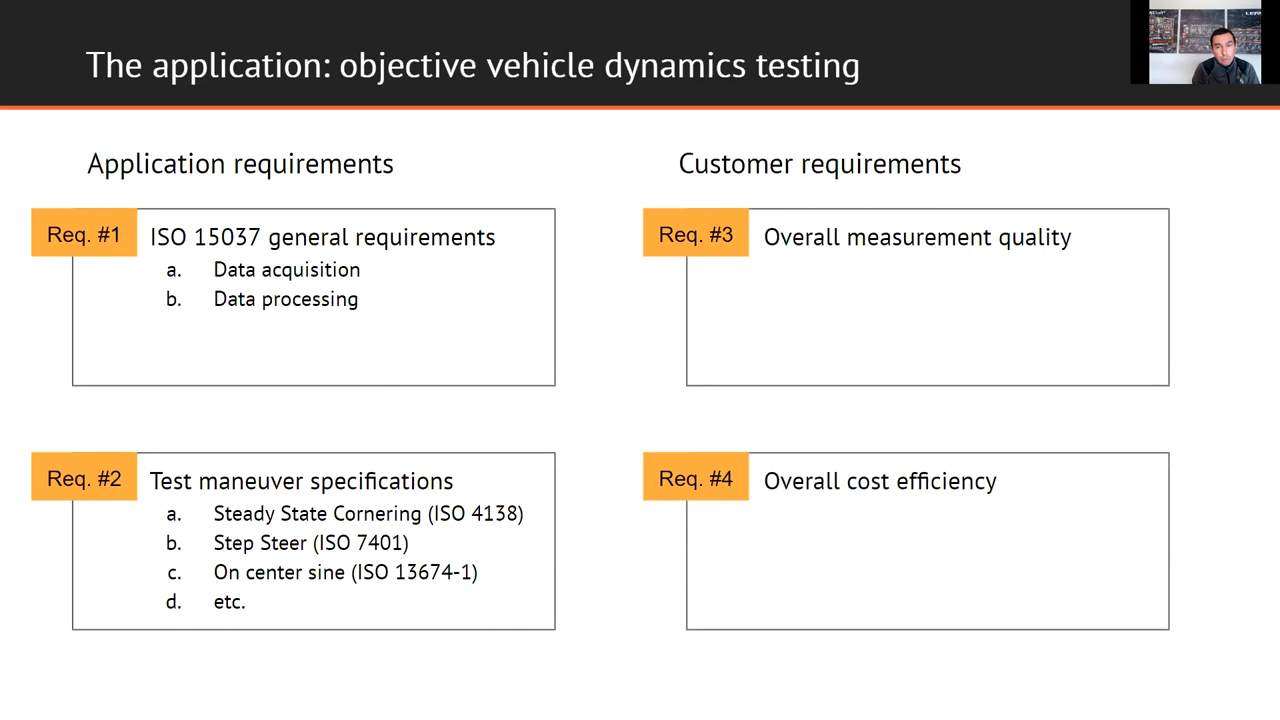 The application: objective vehicle dynamics testing
Application requirements
Req. #1
ISO 15037 general requirements
a. Data acquisition
b. Data processing
Req. #2
Test maneuver specifications
a. Steady State Cornering (ISO 4138)
b. Step Steer (ISO 7401)
c. On center sine (ISO 13674-1)
d. etc.
Customer requirements
Req. #3
Overall measurement quality
Req. #4
Overall cost efficiency